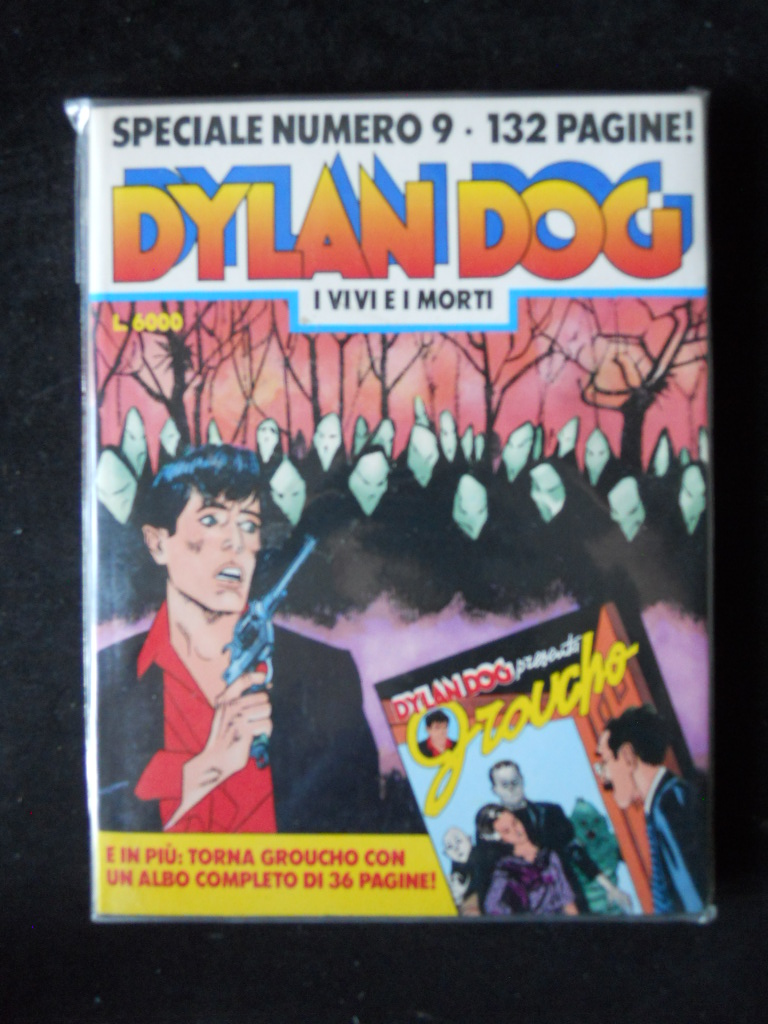 SPECIALE NUMERO 9 · 132 PAGINE!
DYLAN DOG
I VIVI E I MORTI
L. 6000
DYLAN DOG presenta
Groucho
E IN PIÙ: TORNA GROUCHO CON
UN ALBO COMPLETO DI 36 PAGINE!